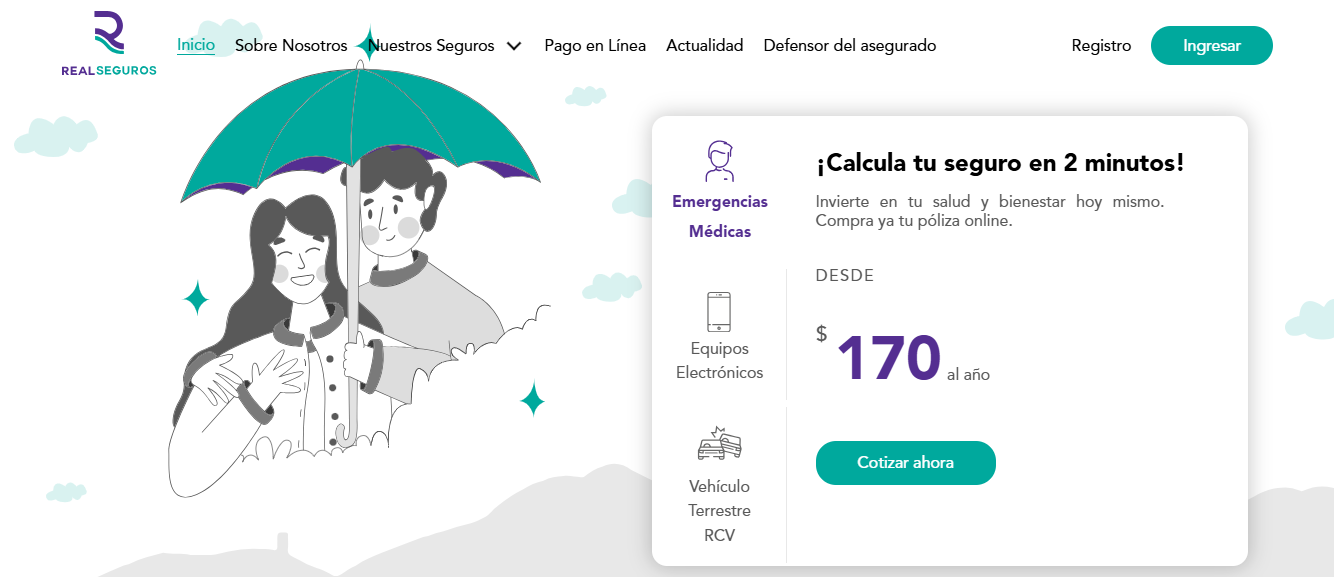 REALSEGUROS
Inicio Sobre Nosotros Nuestros Seguros Pago en Línea Actualidad Defensor del asegurado Registro Ingresar
Emergencias
Médicas
Equipos
Electrónicos
Vehículo
Terrestre
RCV
¡Calcula tu seguro en 2 minutos!
Invierte en tu salud y bienestar hoy mismo.
Compra ya tu póliza online.
DESDE
$ 170 al año
Cotizar ahora